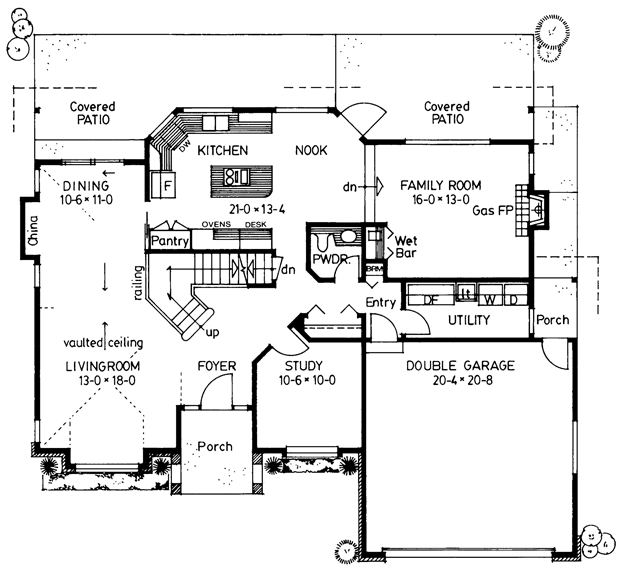 Covered
PATIO
Covered
PATIO
KITCHEN
NOOK
DW
F
21-0 x 13-4
DINING
10-6 x 11-0
China
Pantry
OVENS
DESK
dn
FAMILY ROOM
16-0 x 13-0
Gas FP
Wet
Bar
PWDR.
BRM
dn
railing
up
Entry
DF
lt
W
D
UTILITY
Porch
vaulted ceiling
LIVINGROOM
13-0 x 18-0
FOYER
STUDY
10-6 x 10-0
DOUBLE GARAGE
20-4 x 20-8
Porch